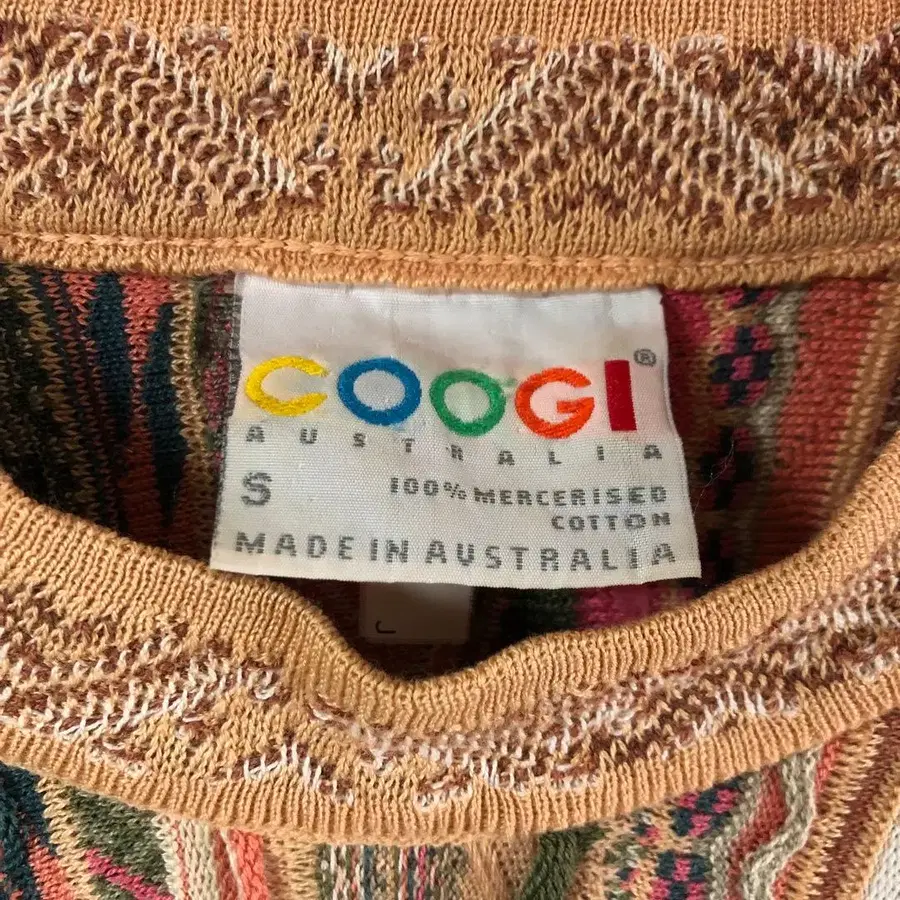 COOGI®
AUSTRALIA
S 100% MERCERISED
COTTON
MADE IN AUSTRALIA
J